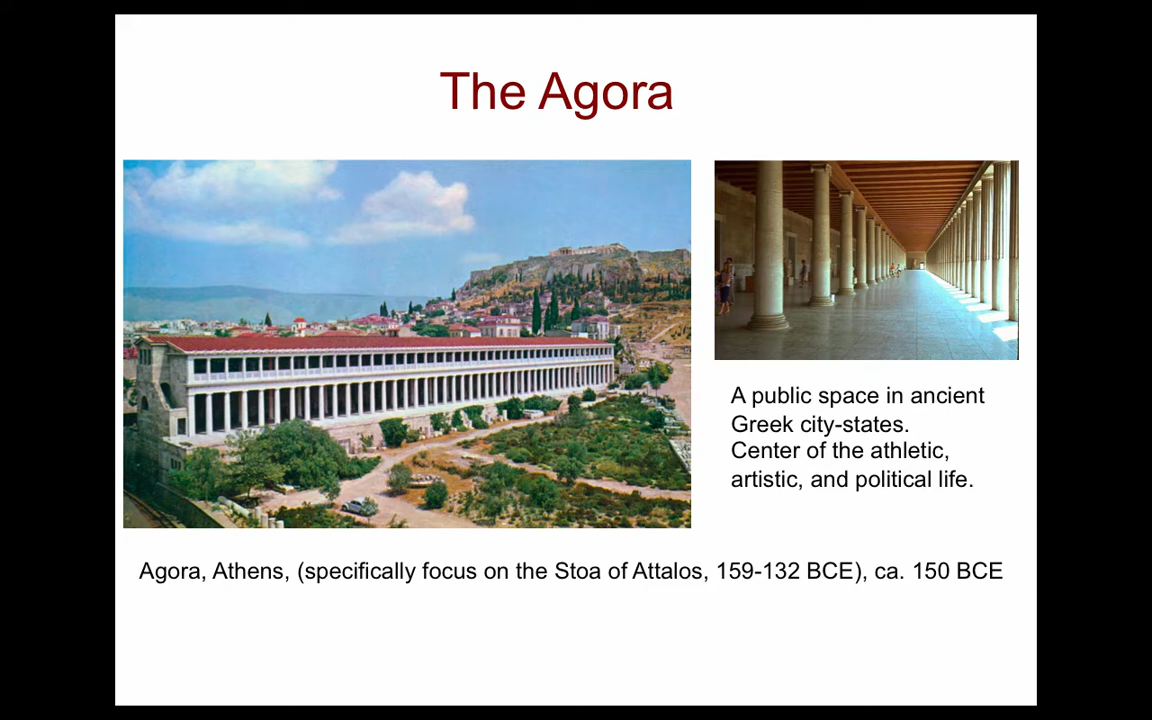 The Agora
A public space in ancient
Greek city-states.
Center of the athletic,
artistic, and political life.
Agora, Athens, (specifically focus on the Stoa of Attalos, 159-132 BCE), ca. 150 BCE